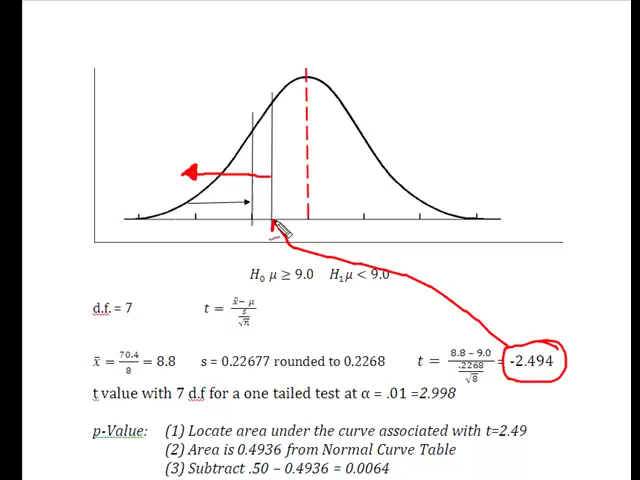 H₀ μ ≥ 9.0 H₁μ < 9.0
d.f. = 7 t = x̄− μ / s/√n
x̄ = 70.4/8 = 8.8 s = 0.22677 rounded to 0.2268 t = 8.8 − 9.0 / .2268/√8 = -2.494
t value with 7 d.f for a one tailed test at α = .01 =2.998
p-Value: (1) Locate area under the curve associated with t=2.49
(2) Area is 0.4936 from Normal Curve Table
(3) Subtract .50 – 0.4936 = 0.0064